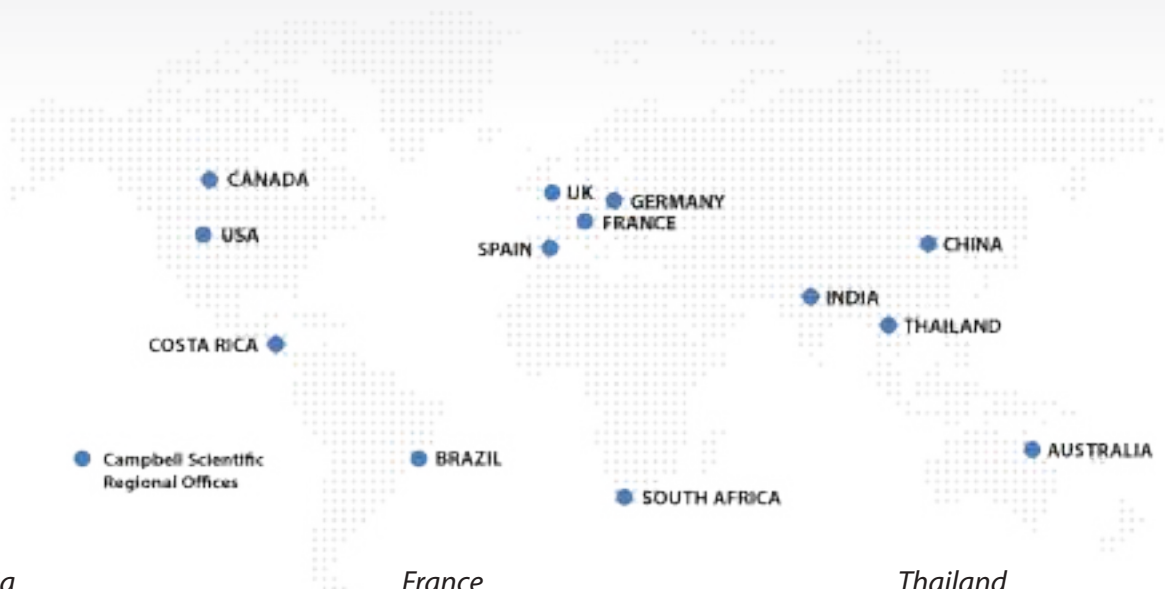 CANADA
UK
GERMANY
FRANCE
USA
SPAIN
CHINA
INDIA
THAILAND
COSTA RICA
Campbell Scientific
Regional Offices
BRAZIL
AUSTRALIA
SOUTH AFRICA
France
Thailand